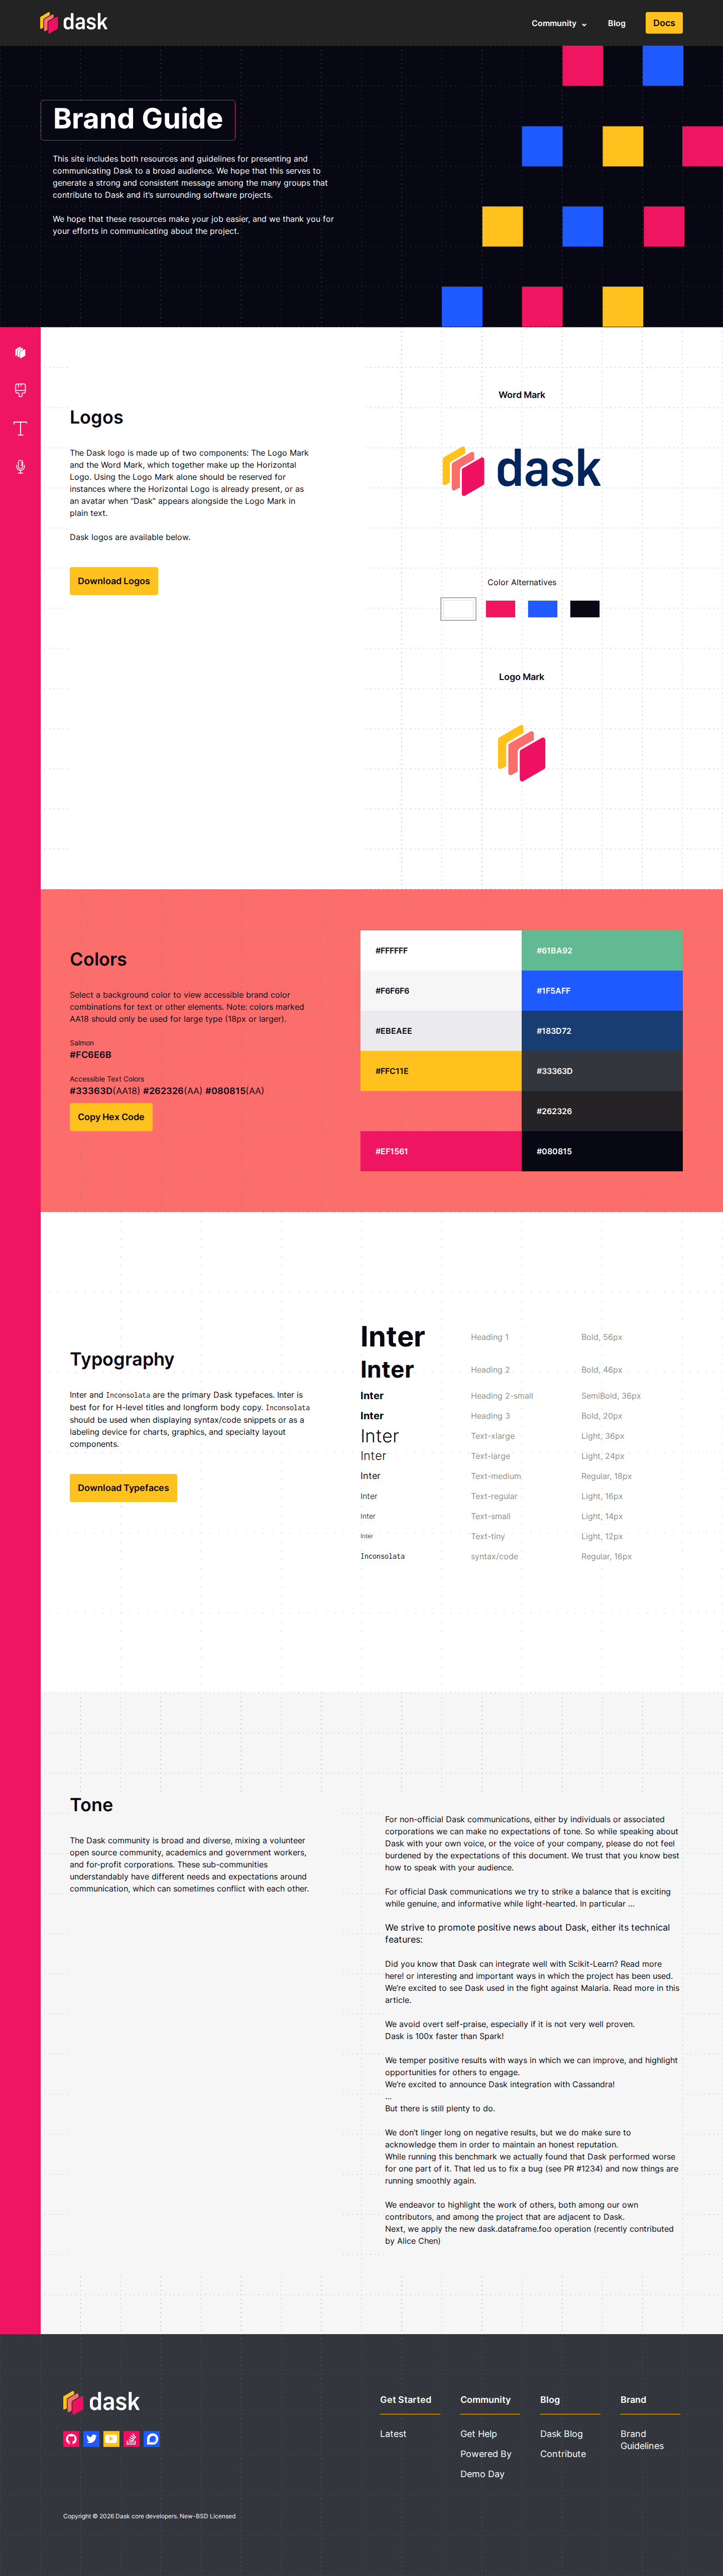 dask
Community
Blog
Docs
Brand Guide
This site includes both resources and guidelines for presenting and
communicating Dask to a broad audience. We hope that this serves to
generate a strong and consistent message among the many groups that
contribute to Dask and it's surrounding software projects.
We hope that these resources make your job easier, and we thank you for
your efforts in communicating about the project.
Logos
The Dask logo is made up of two components: The Logo Mark
and the Word Mark, which together make up the Horizontal
Logo. Using the Logo Mark alone should be reserved for
instances where the Horizontal Logo is already present, or as
an avatar when “Dask” appears alongside the Logo Mark in
plain text.
Dask logos are available below.
Download Logos
Word Mark
dask
Color Alternatives
Logo Mark
Colors
Select a background color to view accessible brand color
combinations for text or other elements. Note: colors marked
AA18 should only be used for large type (18px or larger).
Salmon
#FC6E6B
Accessible Text Colors
#33363D(AA18) #262326(AA) #080815(AA)
Copy Hex Code
#FFFFFF #61BA92
#F6F6F6 #1F5AFF
#EBEAEE #183D72
#FFC11E #33363D
#262326
#EF1561 #080815
Typography
Inter and Inconsolata are the primary Dask typefaces. Inter is
best for for H-level titles and longform body copy. Inconsolata
should be used when displaying syntax/code snippets or as a
labeling device for charts, graphics, and specialty layout
components.
Download Typefaces
Inter Heading 1 Bold, 56px
Inter Heading 2 Bold, 46px
Inter Heading 2-small SemiBold, 36px
Inter Heading 3 Bold, 20px
Inter Text-xlarge Light, 36px
Inter Text-large Light, 24px
Inter Text-medium Regular, 18px
Inter Text-regular Light, 16px
Inter Text-small Light, 14px
Inter Text-tiny Light, 12px
Inconsolata syntax/code Regular, 16px
Tone
The Dask community is broad and diverse, mixing a volunteer
open source community, academics and government workers,
and for-profit corporations. These sub-communities
understandably have different needs and expectations around
communication, which can sometimes conflict with each other.
For non-official Dask communications, either by individuals or associated
corporations we can make no expectations of tone. So while speaking about
Dask with your own voice, or the voice of your company, please do not feel
burdened by the expectations of this document. We trust that you know best
how to speak with your audience.
For official Dask communications we try to strike a balance that is exciting
while genuine, and informative while light-hearted. In particular ...
We strive to promote positive news about Dask, either its technical
features:
Did you know that Dask can integrate well with Scikit-Learn? Read more
here! or interesting and important ways in which the project has been used.
We're excited to see Dask used in the fight against Malaria. Read more in this
article.
We avoid overt self-praise, especially if it is not very well proven.
Dask is 100x faster than Spark!
We temper positive results with ways in which we can improve, and highlight
opportunities for others to engage.
We're excited to announce Dask integration with Cassandra!
...
But there is still plenty to do.
We don't linger long on negative results, but we do make sure to
acknowledge them in order to maintain an honest reputation.
While running this benchmark we actually found that Dask performed worse
for one part of it. That led us to fix a bug (see PR #1234) and now things are
running smoothly again.
We endeavor to highlight the work of others, both among our own
contributors, and among the project that are adjacent to Dask.
Next, we apply the new dask.dataframe.foo operation (recently contributed
by Alice Chen)
dask
Get Started
Latest
Community
Get Help
Powered By
Demo Day
Blog
Dask Blog
Contribute
Brand
Brand
Guidelines
Copyright © 2026 Dask core developers. New-BSD Licensed